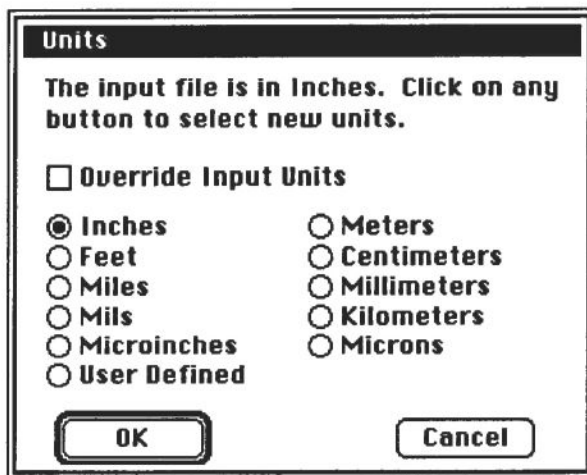 Units
The input file is in Inches. Click on any
button to select new units.
Override Input Units
Inches
Feet
Miles
Mils
Microinches
User Defined
Meters
Centimeters
Millimeters
Kilometers
Microns
OK
Cancel